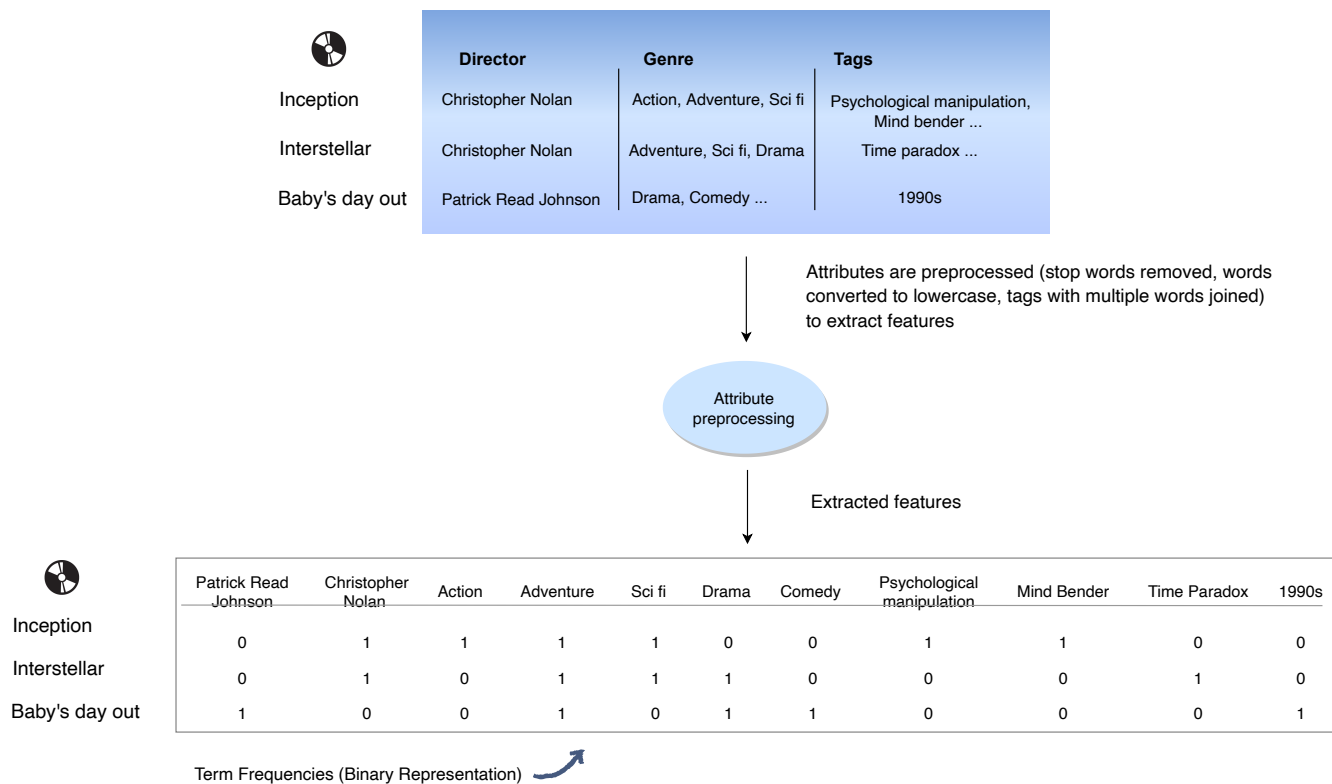 Director Genre Tags
Inception Christopher Nolan Action, Adventure, Sci fi Psychological manipulation,
Mind bender ...
Interstellar Christopher Nolan Adventure, Sci fi, Drama Time paradox ...
Baby's day out Patrick Read Johnson Drama, Comedy ... 1990s
Attributes are preprocessed (stop words removed, words
converted to lowercase, tags with multiple words joined)
to extract features
Attribute
preprocessing
Extracted features
Patrick Read Johnson Christopher Nolan Action Adventure Sci fi Drama Comedy Psychological manipulation Mind Bender Time Paradox 1990s
Inception 0 1 1 1 1 0 0 1 1 0 0
Interstellar 0 1 0 1 1 1 0 0 0 1 0
Baby's day out 1 0 0 1 0 1 1 0 0 0 1
Term Frequencies (Binary Representation)